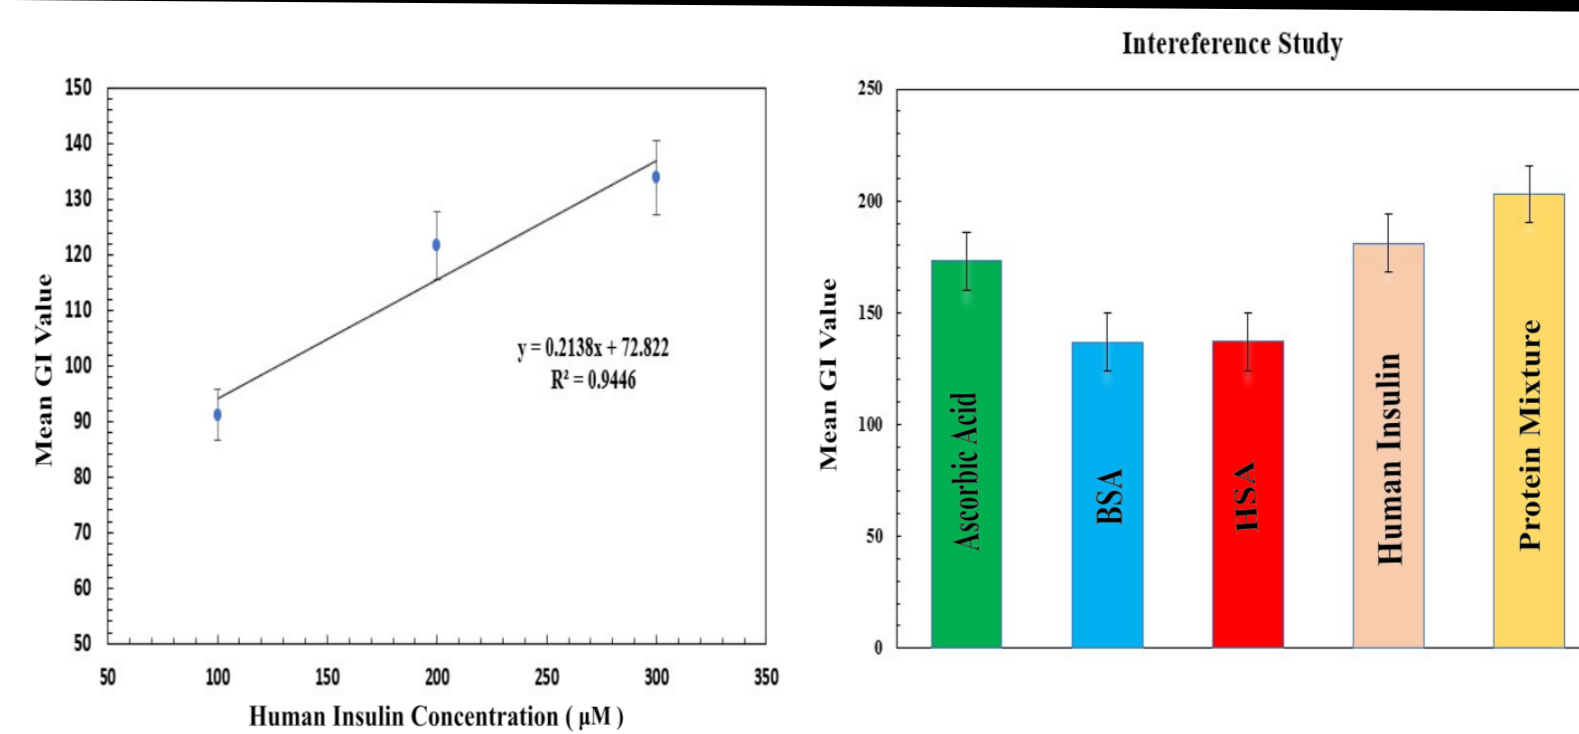 Intereference Study
150
140
130
120
110
100
90
80
70
60
50
Mean GI Value
y = 0.2138x + 72.822
R² = 0.9446
50 100 150 200 250 300 350
Human Insulin Concentration ( µM )
250
200
150
100
50
0
Mean GI Value
Ascorbic Acid
BSA
HSA
Human Insulin
Protein Mixture